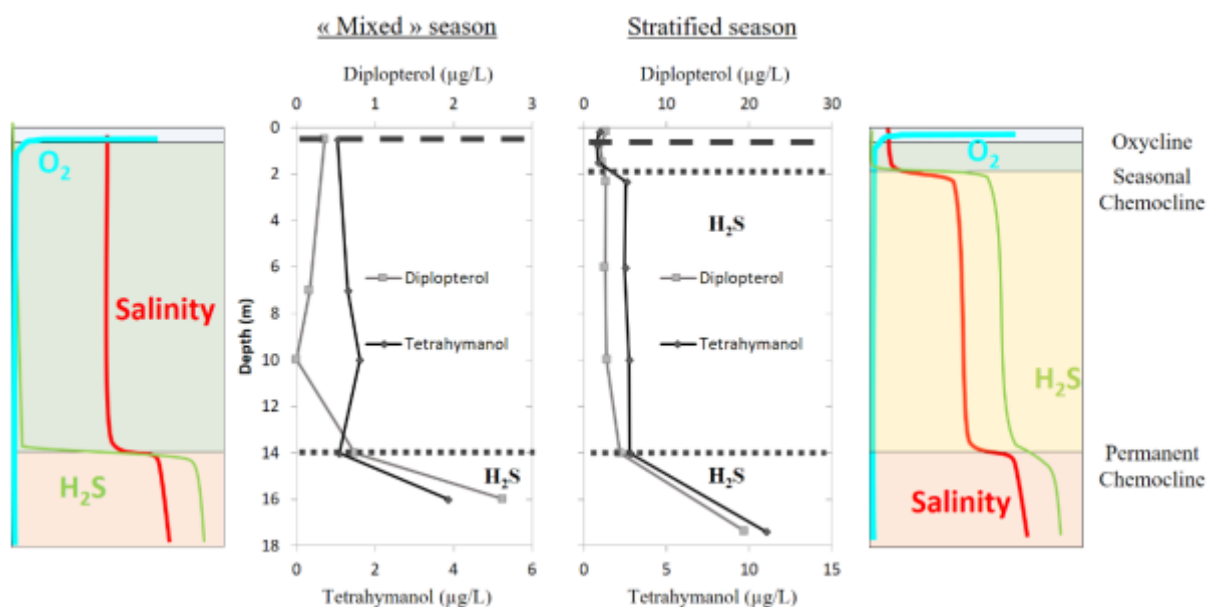 « Mixed » season
Stratified season
Diplopterol (µg/L)
Diplopterol (µg/L)
0 1 2 3
0 10 20 30
0
2
4
6
8
10
12
14
16
18
Depth (m)
O₂
Salinity
H₂S
Diplopterol
Tetrahymanol
H₂S
H₂S
Diplopterol
Tetrahymanol
H₂S
O₂
H₂S
Salinity
Oxycline
Seasonal
Chemocline
Permanent
Chemocline
0 2 4 6
0 5 10 15
Tetrahymanol (µg/L)
Tetrahymanol (µg/L)